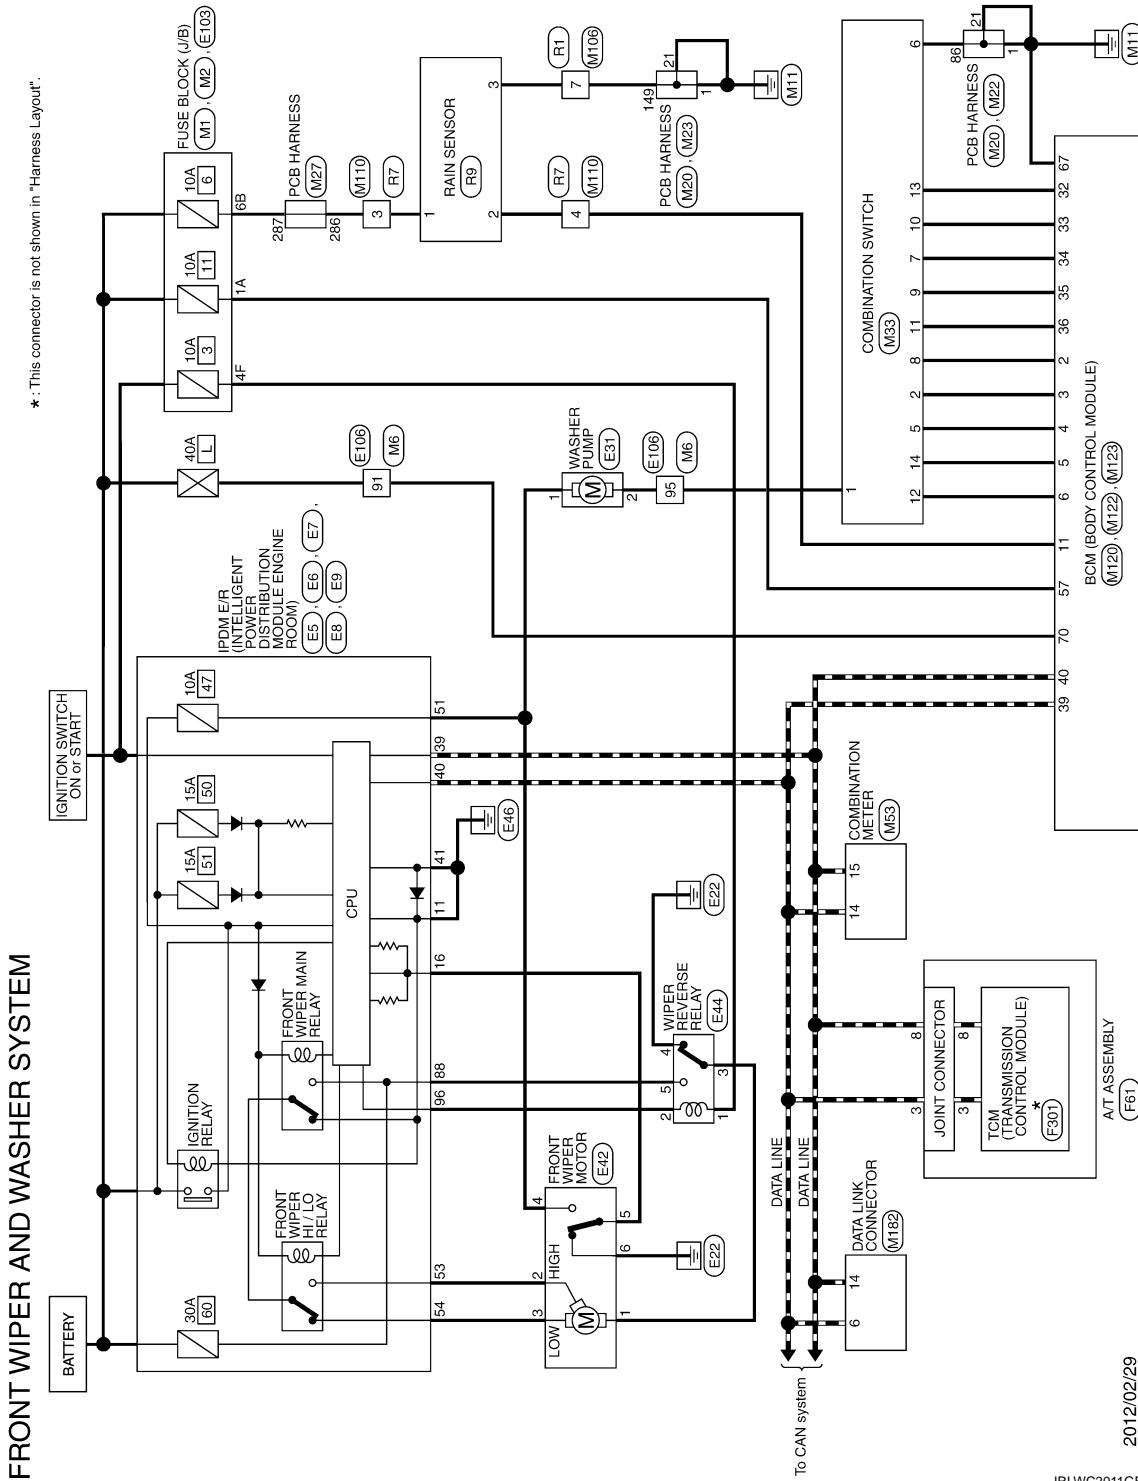 FRONT WIPER AND WASHER SYSTEM
* : This connector is not shown in "Harness Layout".
BATTERY
IGNITION SWITCH
ON or START
30A
60
IGNITION
RELAY
15A
51
15A
50
10A
47
IPDM E/R
(INTELLIGENT
POWER
DISTRIBUTION
MODULE ENGINE
ROOM)
E5 , E6 , E7 ,
E8 , E9
40A
L
10A
3
10A
11
10A
6
FUSE BLOCK (J/B)
M1 , M2 , E103
4F
1A
6B
FRONT
WIPER
HI / LO
RELAY
FRONT
WIPER MAIN
RELAY
CPU
54
53
96
88
16
11
41
40
39
51
E46
E106
91
M6
287
286
PCB HARNESS
M27
M110
3
R7
1
RAIN SENSOR
R9
2
3
R7
4
M110
R1
7
M106
149
21
1
PCB HARNESS
M20 , M23
M11
WASHER
PUMP
E31
1
M
2
E106
95
M6
LOW
3
2
HIGH
4
FRONT
WIPER
MOTOR
E42
M
1
6
5
E22
2
5
4
WIPER
REVERSE
RELAY
E44
1
3
E22
COMBINATION SWITCH
M33
1
12
14
5
2
8
11
9
7
10
13
6
86
21
1
PCB HARNESS
M20 , M22
M11
DATA LINE
DATA LINE
To CAN system
39
40
70
57
11
6
5
4
3
2
36
35
34
33
32
67
BCM (BODY CONTROL MODULE)
M120 , M122 , M123
6
14
DATA LINK
CONNECTOR
M182
3
8
JOINT CONNECTOR
3
8
TCM
(TRANSMISSION
CONTROL MODULE)
*
F301
A/T ASSEMBLY
F61
14
15
COMBINATION
METER
M53
2012/02/29